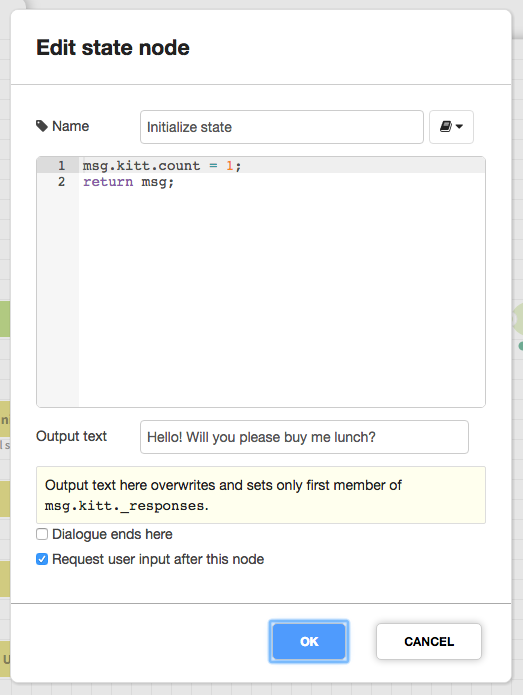 Edit state node
Name
Initialize state
1 msg.kitt.count = 1;
2 return msg;
Output text
Hello! Will you please buy me lunch?
Output text here overwrites and sets only first member of
msg.kitt._responses.
Dialogue ends here
Request user input after this node
OK
CANCEL
n
U